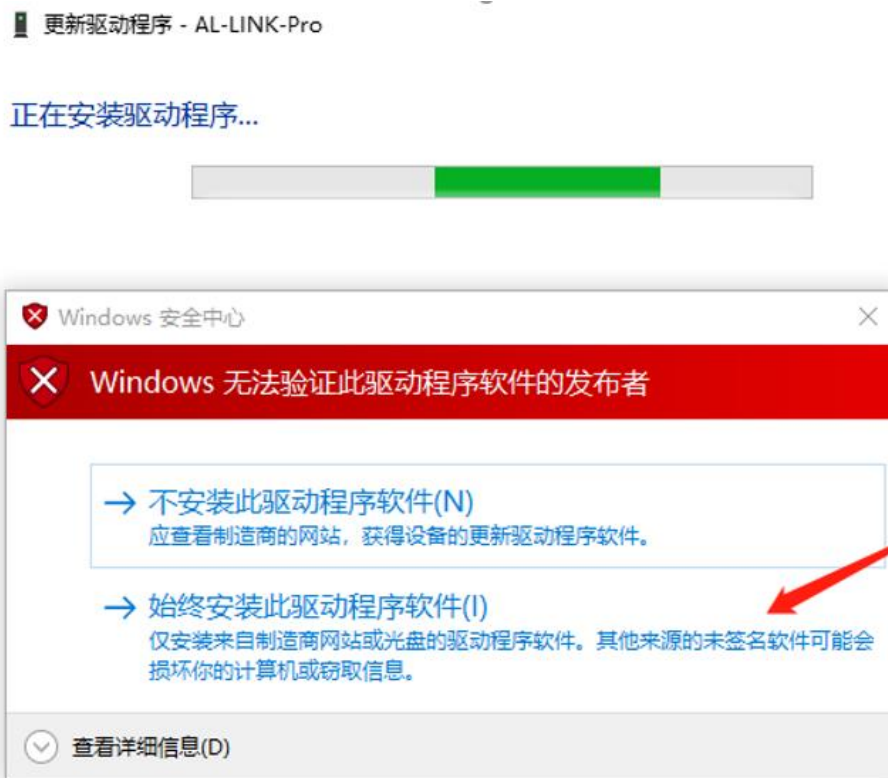 更新驱动程序 - AL-LINK-Pro
正在安装驱动程序...
Windows 安全中心
Windows 无法验证此驱动程序软件的发布者
不安装此驱动程序软件(N)
应查看制造商的网站，获得设备的更新驱动程序软件。
始终安装此驱动程序软件(I)
仅安装来自制造商网站或光盘的驱动程序软件。其他来源的未签名软件可能会
损坏你的计算机或窃取信息。
查看详细信息(D)